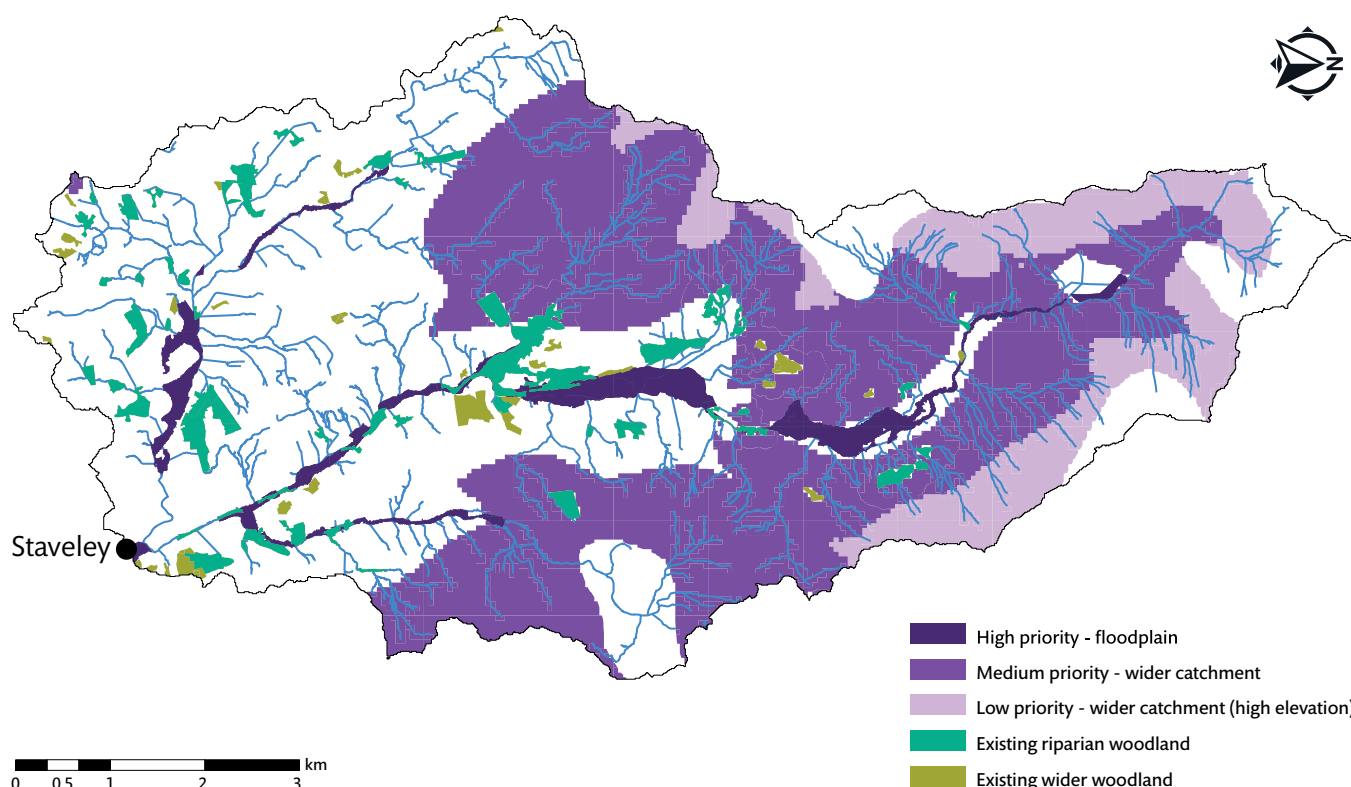 N
Staveley
High priority - floodplain
Medium priority - wider catchment
Low priority - wider catchment (high elevation)
Existing riparian woodland
Existing wider woodland
km
0 0.5 1 2 3